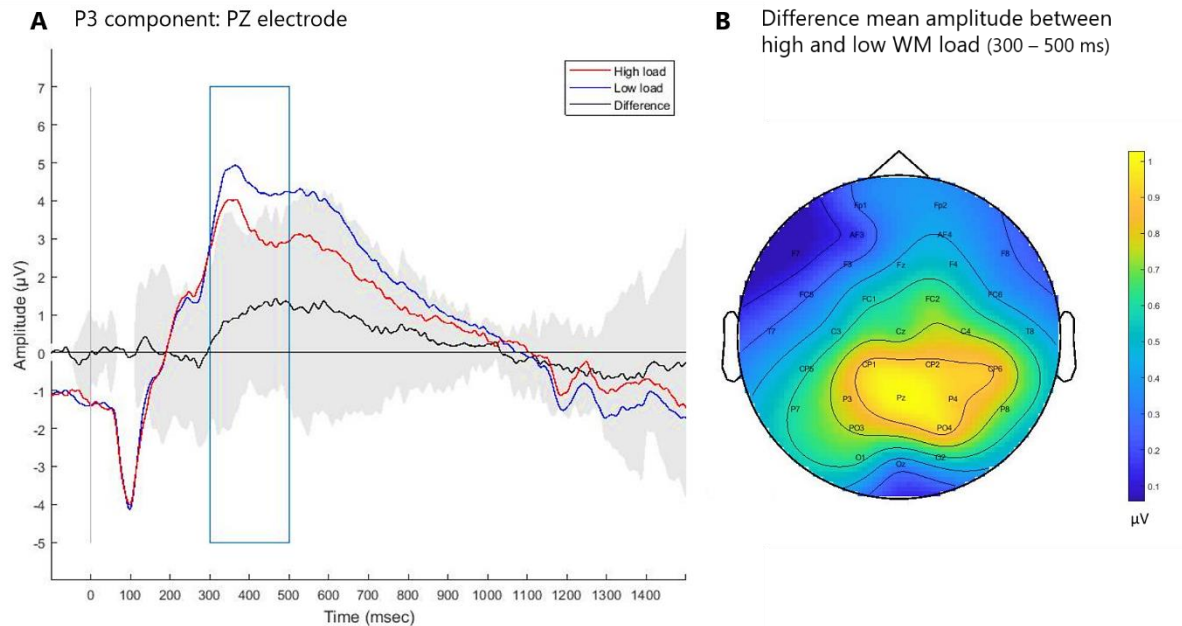 A P3 component: PZ electrode
7
6
5
4
3
2
1
0
-1
-2
-3
-4
-5
Amplitude (µV)
High load
Low load
Difference
0 100 200 300 400 500 600 700 800 900 1000 1100 1200 1300 1400
Time (msec)
B Difference mean amplitude between
high and low WM load (300 – 500 ms)
Fp1 Fp2
AF3 AF4
F7 F3 Fz F4 F8
FC5 FC1 FC2 FC6
T7 C3 Cz C4 T8
CP5 CP1 CP2 CP6
P7 P3 Pz P4 P8
PO3 PO4
O1 Oz O2
1
0.9
0.8
0.7
0.6
0.5
0.4
0.3
0.2
0.1
µV